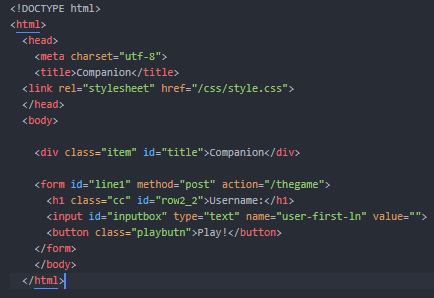 <!DOCTYPE html>
<html>
<head>
<meta charset="utf-8">
<title>Companion</title>
<link rel="stylesheet" href="/css/style.css">
</head>
<body>
<div class="item" id="title">Companion</div>
<form id="line1" method="post" action="/thegame">
<h1 class="cc" id="row2_2">Username:</h1>
<input id="inputbox" type="text" name="user-first-ln" value="">
<button class="playbutn">Play!</button>
</form>
</body>
</html>